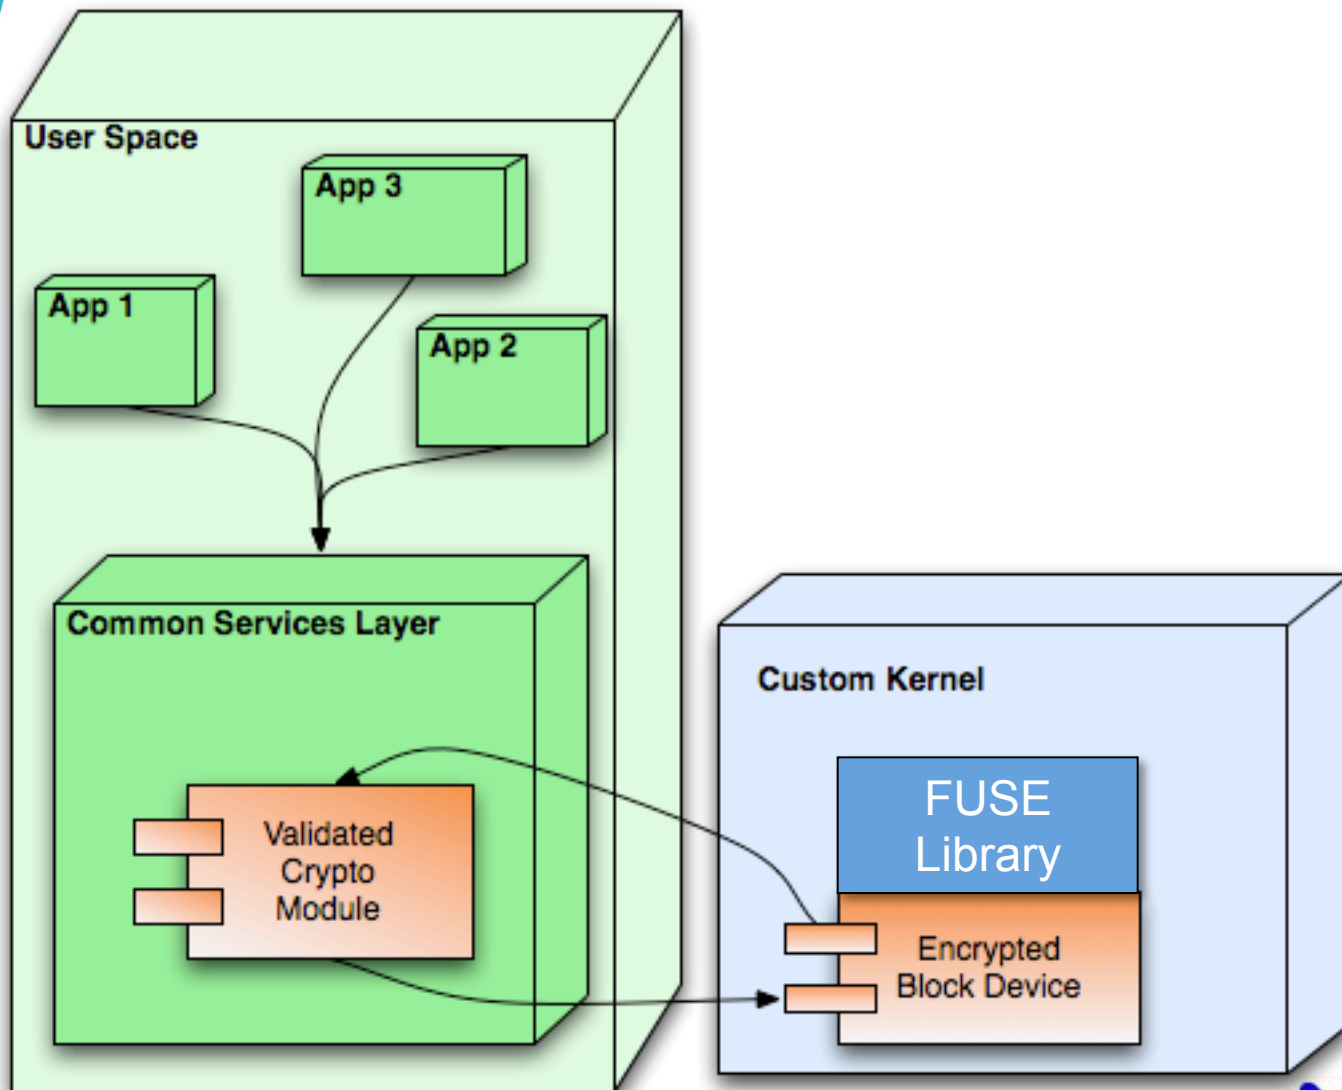 User Space
App 3
App 1
App 2
Common Services Layer
Validated
Crypto
Module
Custom Kernel
FUSE
Library
Encrypted
Block Device